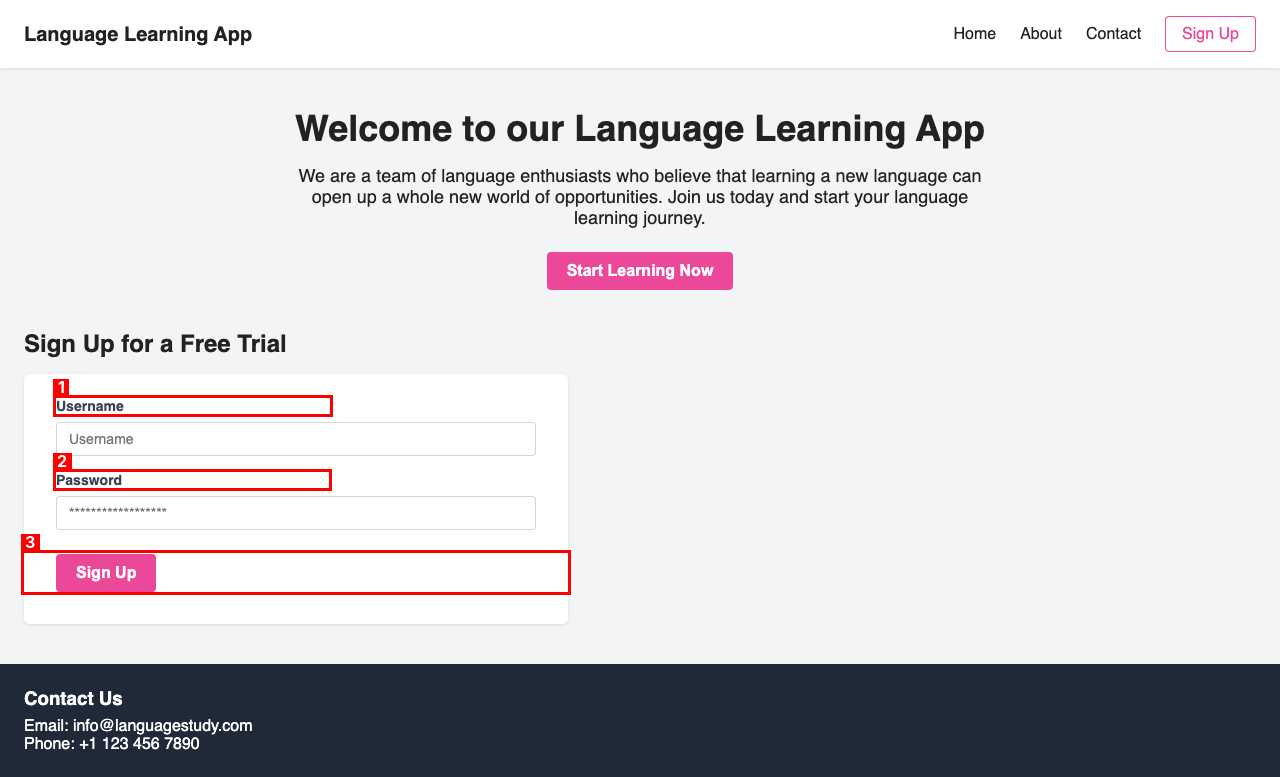 Language Learning App
Home About Contact Sign Up
Welcome to our Language Learning App
We are a team of language enthusiasts who believe that learning a new language can
open up a whole new world of opportunities. Join us today and start your language
learning journey.
Start Learning Now
Sign Up for a Free Trial
1
Username
Username
2
Password
******************
3
Sign Up
Contact Us
Email: info@languagestudy.com
Phone: +1 123 456 7890